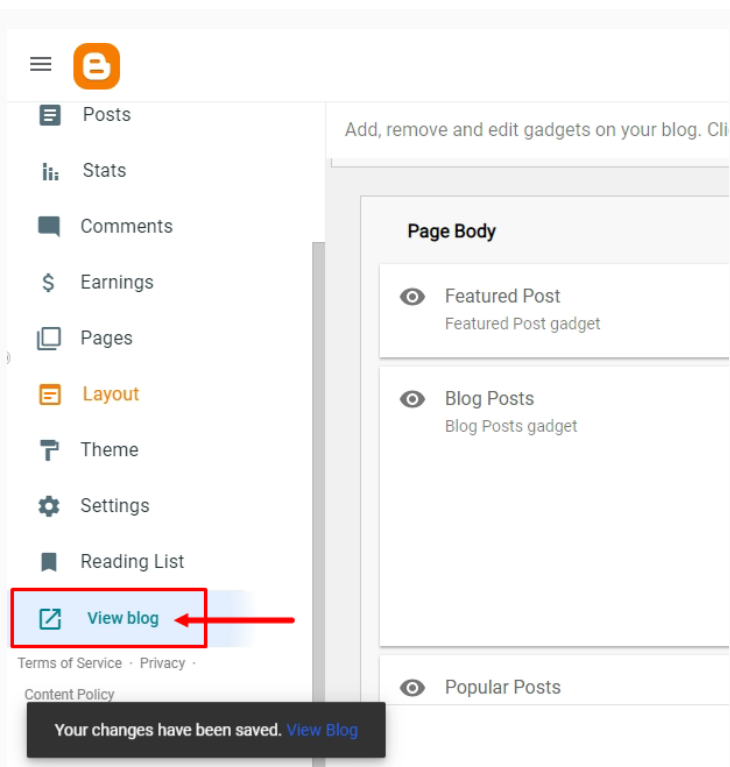 Posts
Add, remove and edit gadgets on your blog. Cli
Stats
Comments
Page Body
Earnings
Featured Post
Featured Post gadget
Pages
Layout
Blog Posts
Blog Posts gadget
Theme
Settings
Reading List
View blog
Terms of Service · Privacy ·
Content Policy
Popular Posts
Your changes have been saved. View Blog